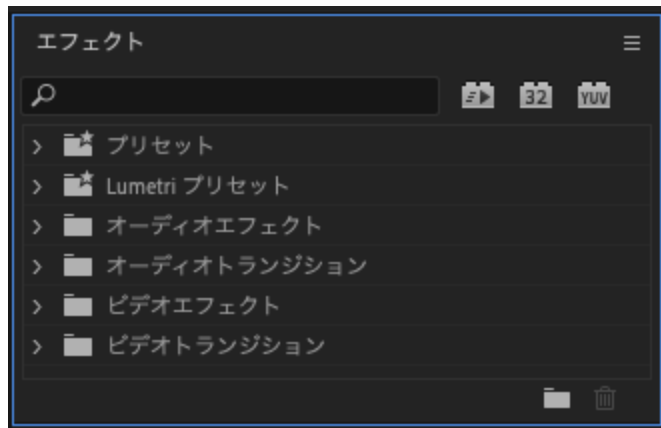 エフェクト
32 YUV
プリセット
Lumetri プリセット
オーディオエフェクト
オーディオトランジション
ビデオエフェクト
ビデオトランジション